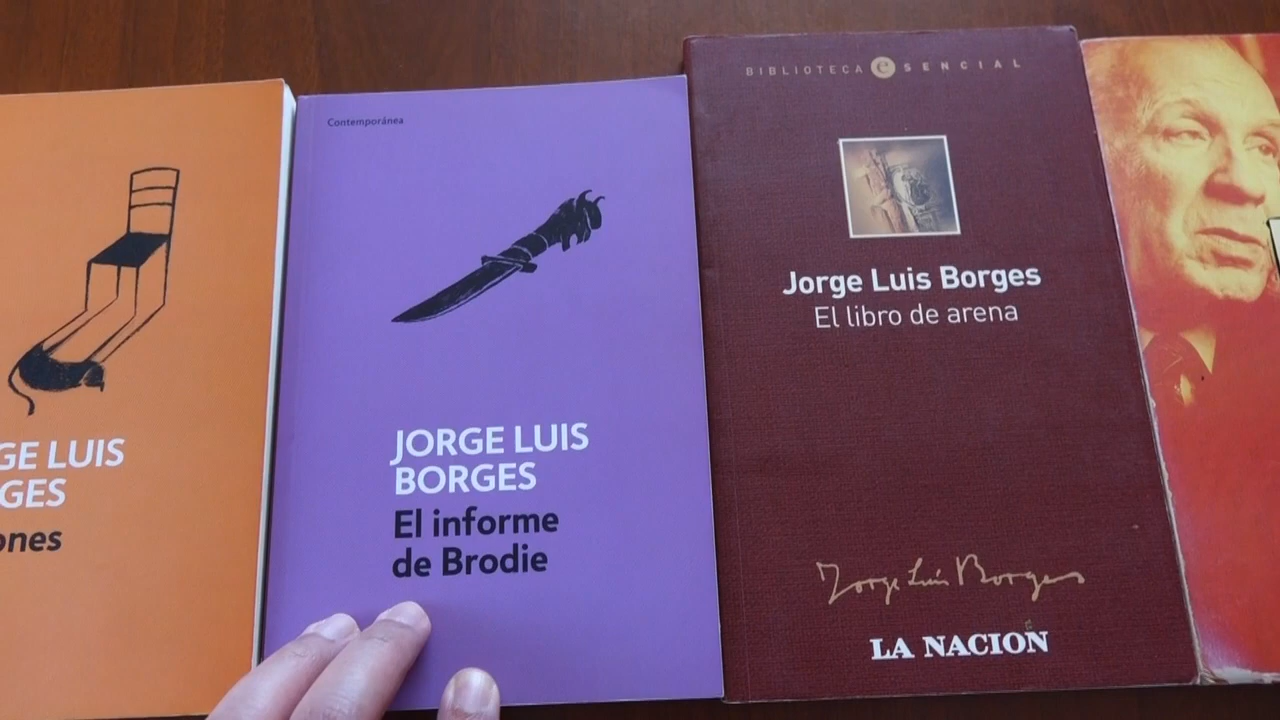 GE LUIS
GES
ones
Contemporánea
JORGE LUIS
BORGES
El informe
de Brodie
BIBLIOTECA eSENCIAL
Jorge Luis Borges
El libro de arena
Jorge Luis Borges
LA NACION